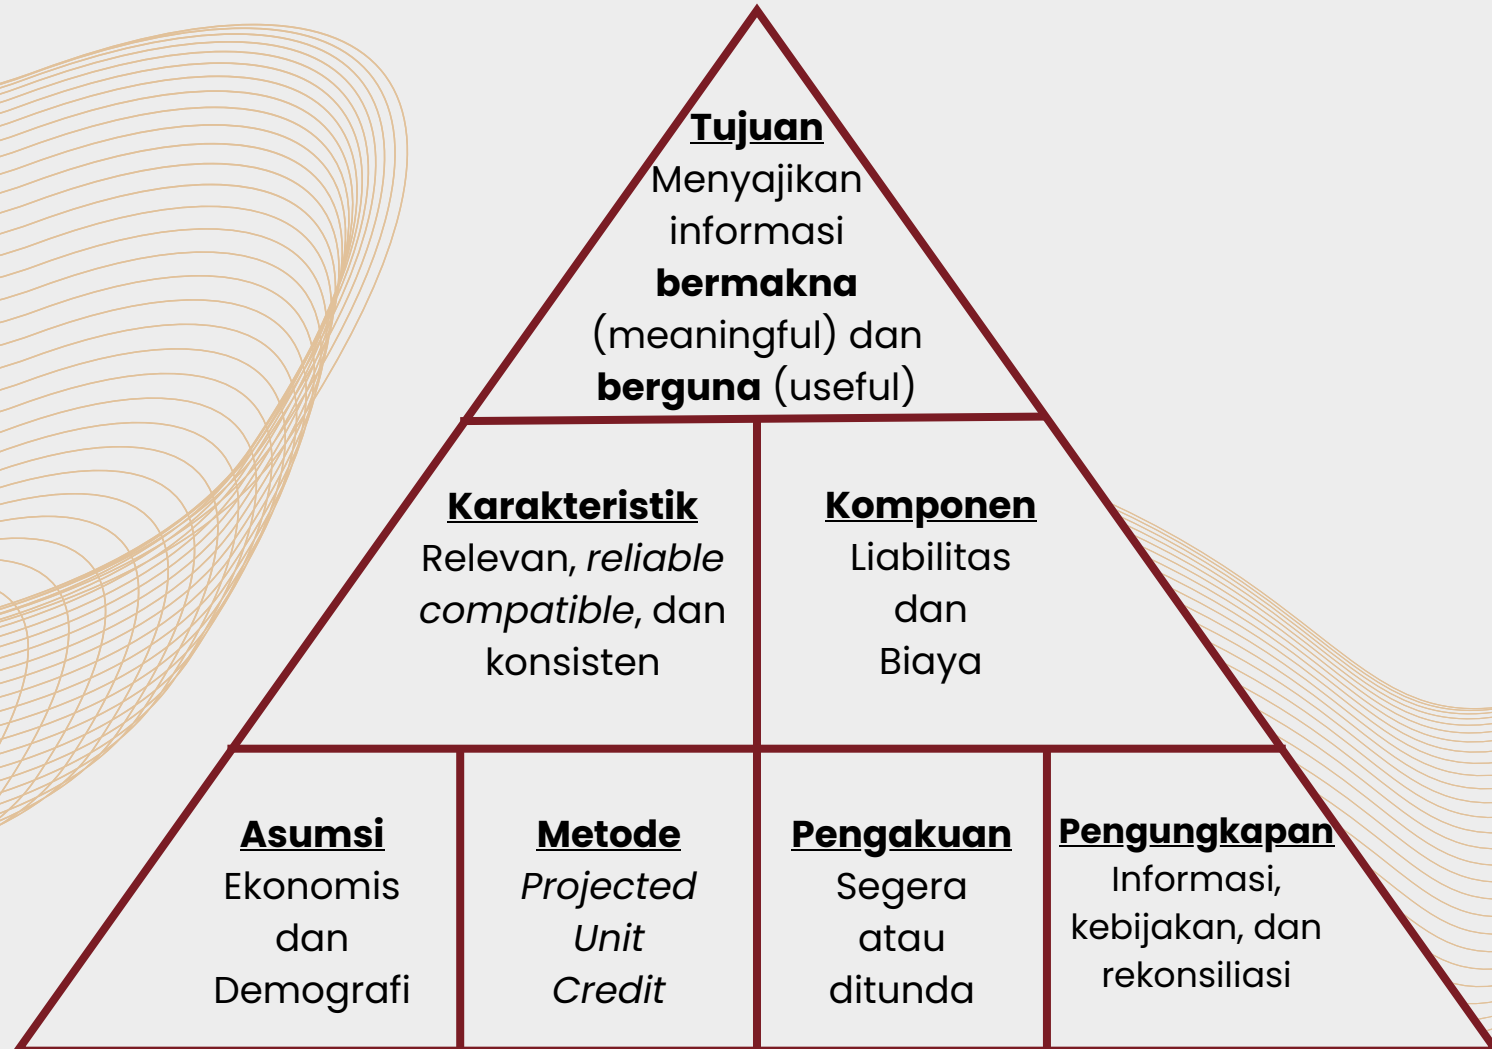 Tujuan
Menyajikan
informasi
bermakna
(meaningful) dan
berguna (useful)
Karakteristik
Relevan, reliable
compatible, dan
konsisten
Komponen
Liabilitas
dan
Biaya
Asumsi
Ekonomis
dan
Demografi
Metode
Projected
Unit
Credit
Pengakuan
Segera
atau
ditunda
Pengungkapan
Informasi,
kebijakan, dan
rekonsiliasi